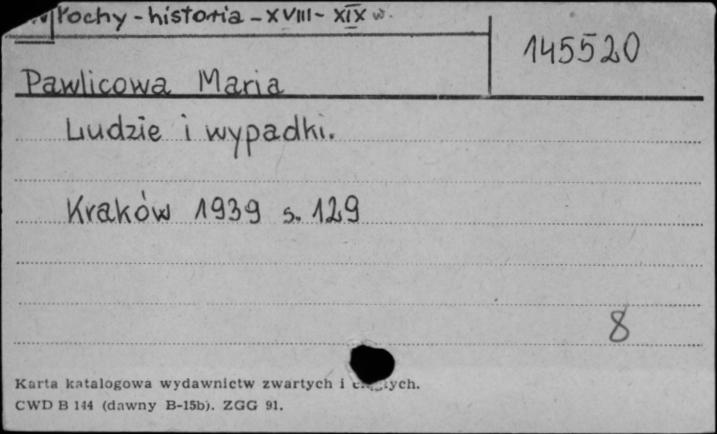 Włochy - historia - XVIII - XIX w.
145520
Pawlicowa Maria
Ludzie i wypadki.
Kraków 1939 s. 129
8
Karta katalogowa wydawnictw zwartych i
CWD B 144 (dawny B-15b). ZGG 91.